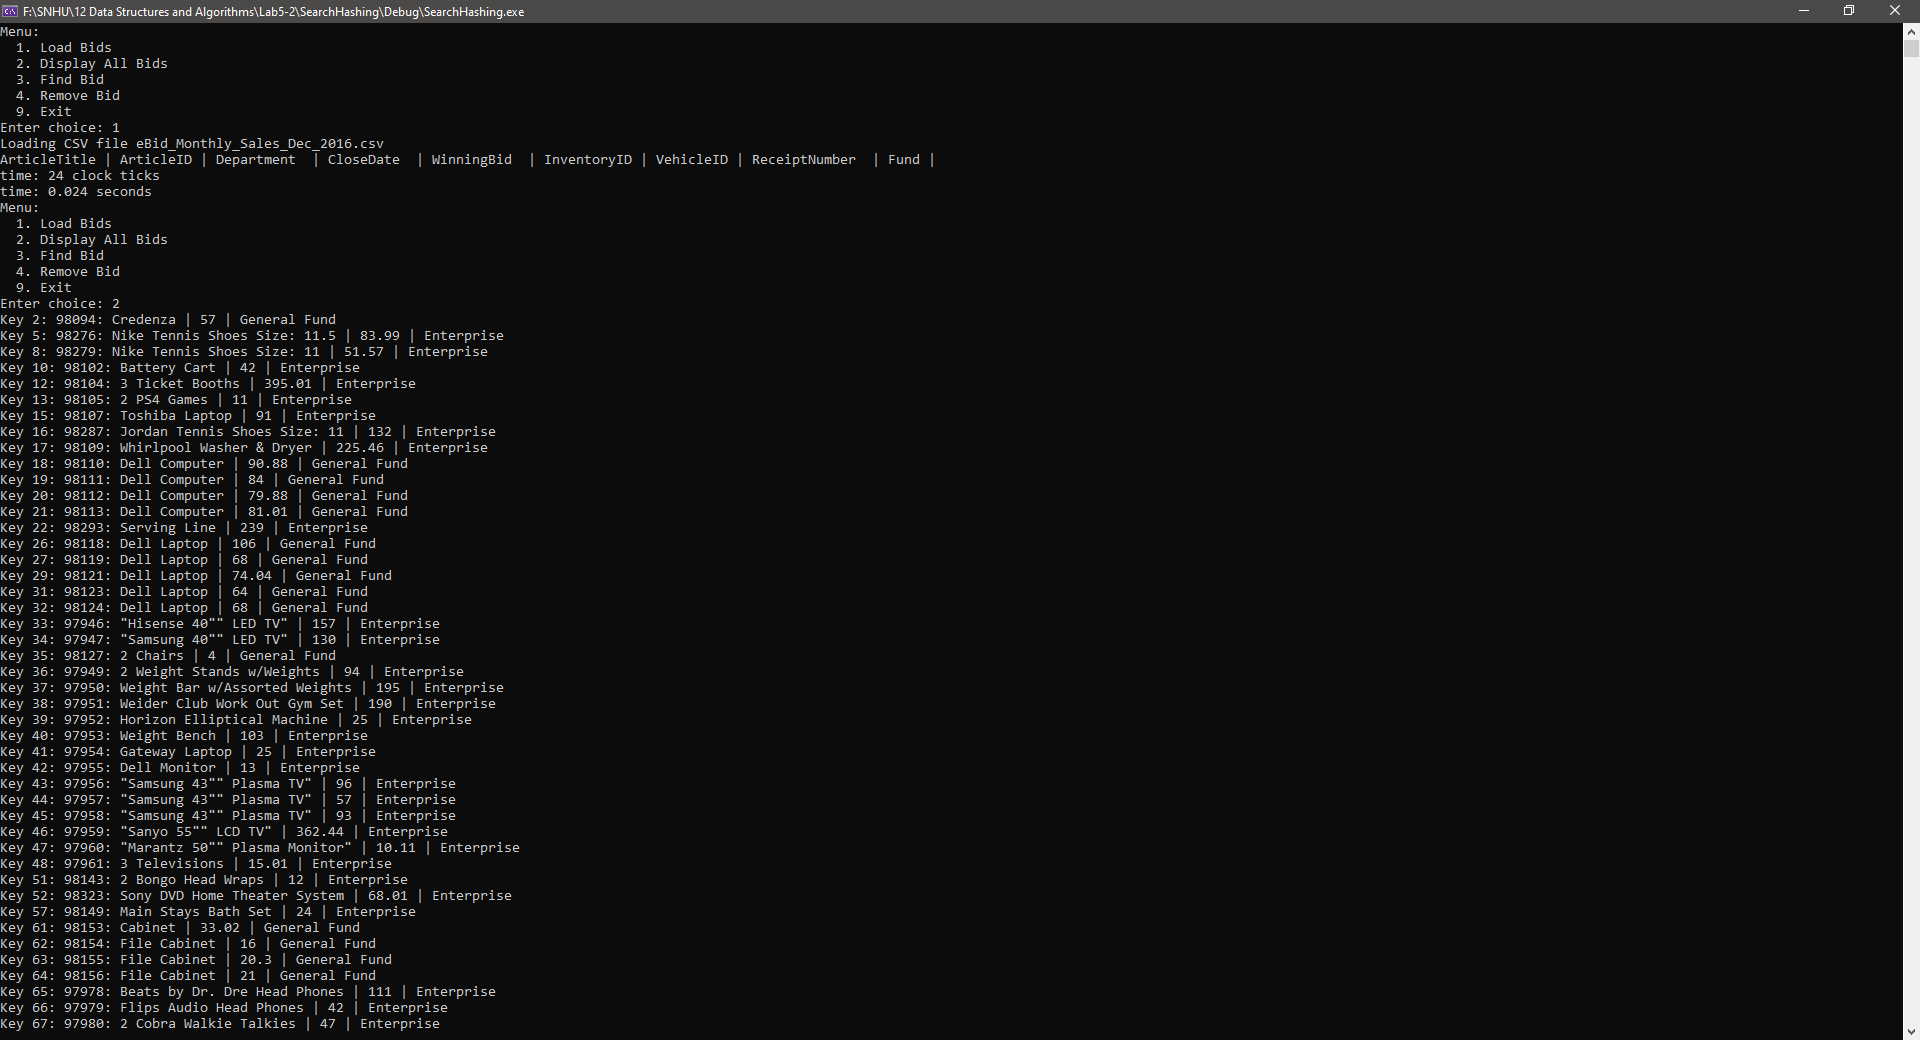 F:\SNHU\12 Data Structures and Algorithms\Lab5-2\SearchHashing\Debug\SearchHashing.exe
Menu:
  1. Load Bids
  2. Display All Bids
  3. Find Bid
  4. Remove Bid
  9. Exit
Enter choice: 1
Loading CSV file eBid_Monthly_Sales_Dec_2016.csv
ArticleTitle | ArticleID | Department  | CloseDate  | WinningBid  | InventoryID | VehicleID | ReceiptNumber  | Fund |
time: 24 clock ticks
time: 0.024 seconds
Menu:
  1. Load Bids
  2. Display All Bids
  3. Find Bid
  4. Remove Bid
  9. Exit
Enter choice: 2
Key 2: 98094: Credenza | 57 | General Fund
Key 5: 98276: Nike Tennis Shoes Size: 11.5 | 83.99 | Enterprise
Key 8: 98279: Nike Tennis Shoes Size: 11 | 51.57 | Enterprise
Key 10: 98102: Battery Cart | 42 | Enterprise
Key 12: 98104: 3 Ticket Booths | 395.01 | Enterprise
Key 13: 98105: 2 PS4 Games | 11 | Enterprise
Key 15: 98107: Toshiba Laptop | 91 | Enterprise
Key 16: 98287: Jordan Tennis Shoes Size: 11 | 132 | Enterprise
Key 17: 98109: Whirlpool Washer & Dryer | 225.46 | Enterprise
Key 18: 98110: Dell Computer | 90.88 | General Fund
Key 19: 98111: Dell Computer | 84 | General Fund
Key 20: 98112: Dell Computer | 79.88 | General Fund
Key 21: 98113: Dell Computer | 81.01 | General Fund
Key 22: 98293: Serving Line | 239 | Enterprise
Key 26: 98118: Dell Laptop | 106 | General Fund
Key 27: 98119: Dell Laptop | 68 | General Fund
Key 29: 98121: Dell Laptop | 74.04 | General Fund
Key 31: 98123: Dell Laptop | 64 | General Fund
Key 32: 98124: Dell Laptop | 68 | General Fund
Key 33: 97946: "Hisense 40"" LED TV" | 157 | Enterprise
Key 34: 97947: "Samsung 40"" LED TV" | 130 | Enterprise
Key 35: 98127: 2 Chairs | 4 | General Fund
Key 36: 97949: 2 Weight Stands w/Weights | 94 | Enterprise
Key 37: 97950: Weight Bar w/Assorted Weights | 195 | Enterprise
Key 38: 97951: Weider Club Work Out Gym Set | 190 | Enterprise
Key 39: 97952: Horizon Elliptical Machine | 25 | Enterprise
Key 40: 97953: Weight Bench | 103 | Enterprise
Key 41: 97954: Gateway Laptop | 25 | Enterprise
Key 42: 97955: Dell Monitor | 13 | Enterprise
Key 43: 97956: "Samsung 43"" Plasma TV" | 96 | Enterprise
Key 44: 97957: "Samsung 43"" Plasma TV" | 57 | Enterprise
Key 45: 97958: "Samsung 43"" Plasma TV" | 93 | Enterprise
Key 46: 97959: "Sanyo 55"" LCD TV" | 362.44 | Enterprise
Key 47: 97960: "Marantz 50"" Plasma Monitor" | 10.11 | Enterprise
Key 48: 97961: 3 Televisions | 15.01 | Enterprise
Key 51: 98143: 2 Bongo Head Wraps | 12 | Enterprise
Key 52: 98323: Sony DVD Home Theater System | 68.01 | Enterprise
Key 57: 98149: Main Stays Bath Set | 24 | Enterprise
Key 61: 98153: Cabinet | 33.02 | General Fund
Key 62: 98154: File Cabinet | 16 | General Fund
Key 63: 98155: File Cabinet | 20.3 | General Fund
Key 64: 98156: File Cabinet | 21 | General Fund
Key 65: 97978: Beats by Dr. Dre Head Phones | 111 | Enterprise
Key 66: 97979: Flips Audio Head Phones | 42 | Enterprise
Key 67: 97980: 2 Cobra Walkie Talkies | 47 | Enterprise